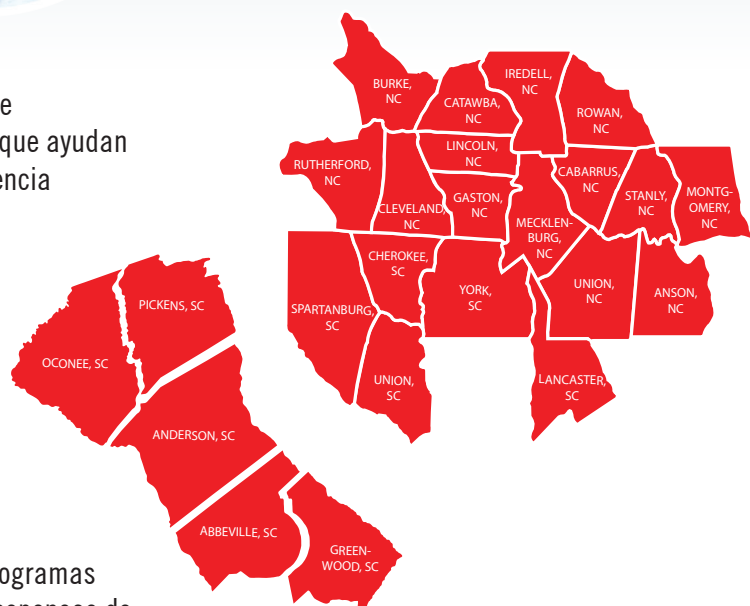 e
que ayudan
encia
BURKE,
NC
CATAWBA,
NC
IREDELL,
NC
ROWAN,
NC
LINCOLN,
NC
RUTHERFORD,
NC
CLEVELAND,
NC
GASTON,
NC
MECKLEN-
BURG,
NC
CABARRUS,
NC
STANLY,
NC
MONTG-
OMERY,
NC
CHEROKEE,
SC
SPARTANBURG,
SC
YORK,
SC
UNION,
NC
ANSON,
NC
UNION,
SC
LANCASTER,
SC
PICKENS, SC
OCONEE, SC
ANDERSON, SC
ABBEVILLE, SC
GREEN-
WOOD, SC
ogramas